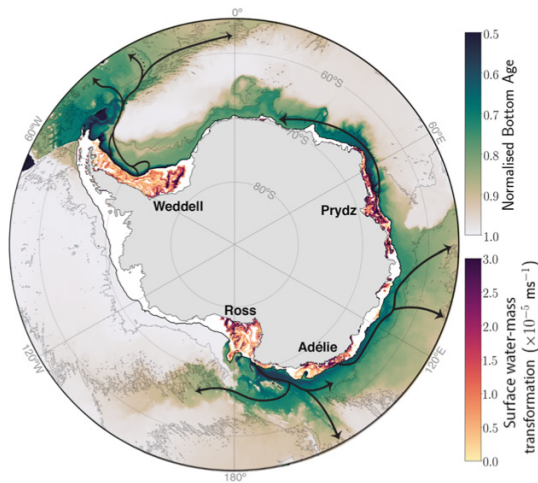 0°
60°S
70°S
80°S
60°W
60°E
120°W
120°E
180°
Weddell
Prydz
Ross
Adélie
0.5
0.6
0.7
0.8
0.9
1.0
Normalised Bottom Age
3.0
2.5
2.0
1.5
1.0
0.5
0.0
Surface water-mass
transformation (×10⁻⁵ ms⁻¹)